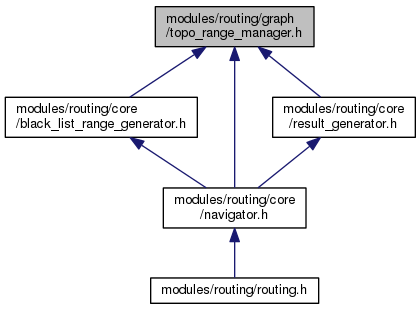 modules/routing/graph
/topo_range_manager.h
modules/routing/core
/black_list_range_generator.h
modules/routing/core
/result_generator.h
modules/routing/core
/navigator.h
modules/routing/routing.h